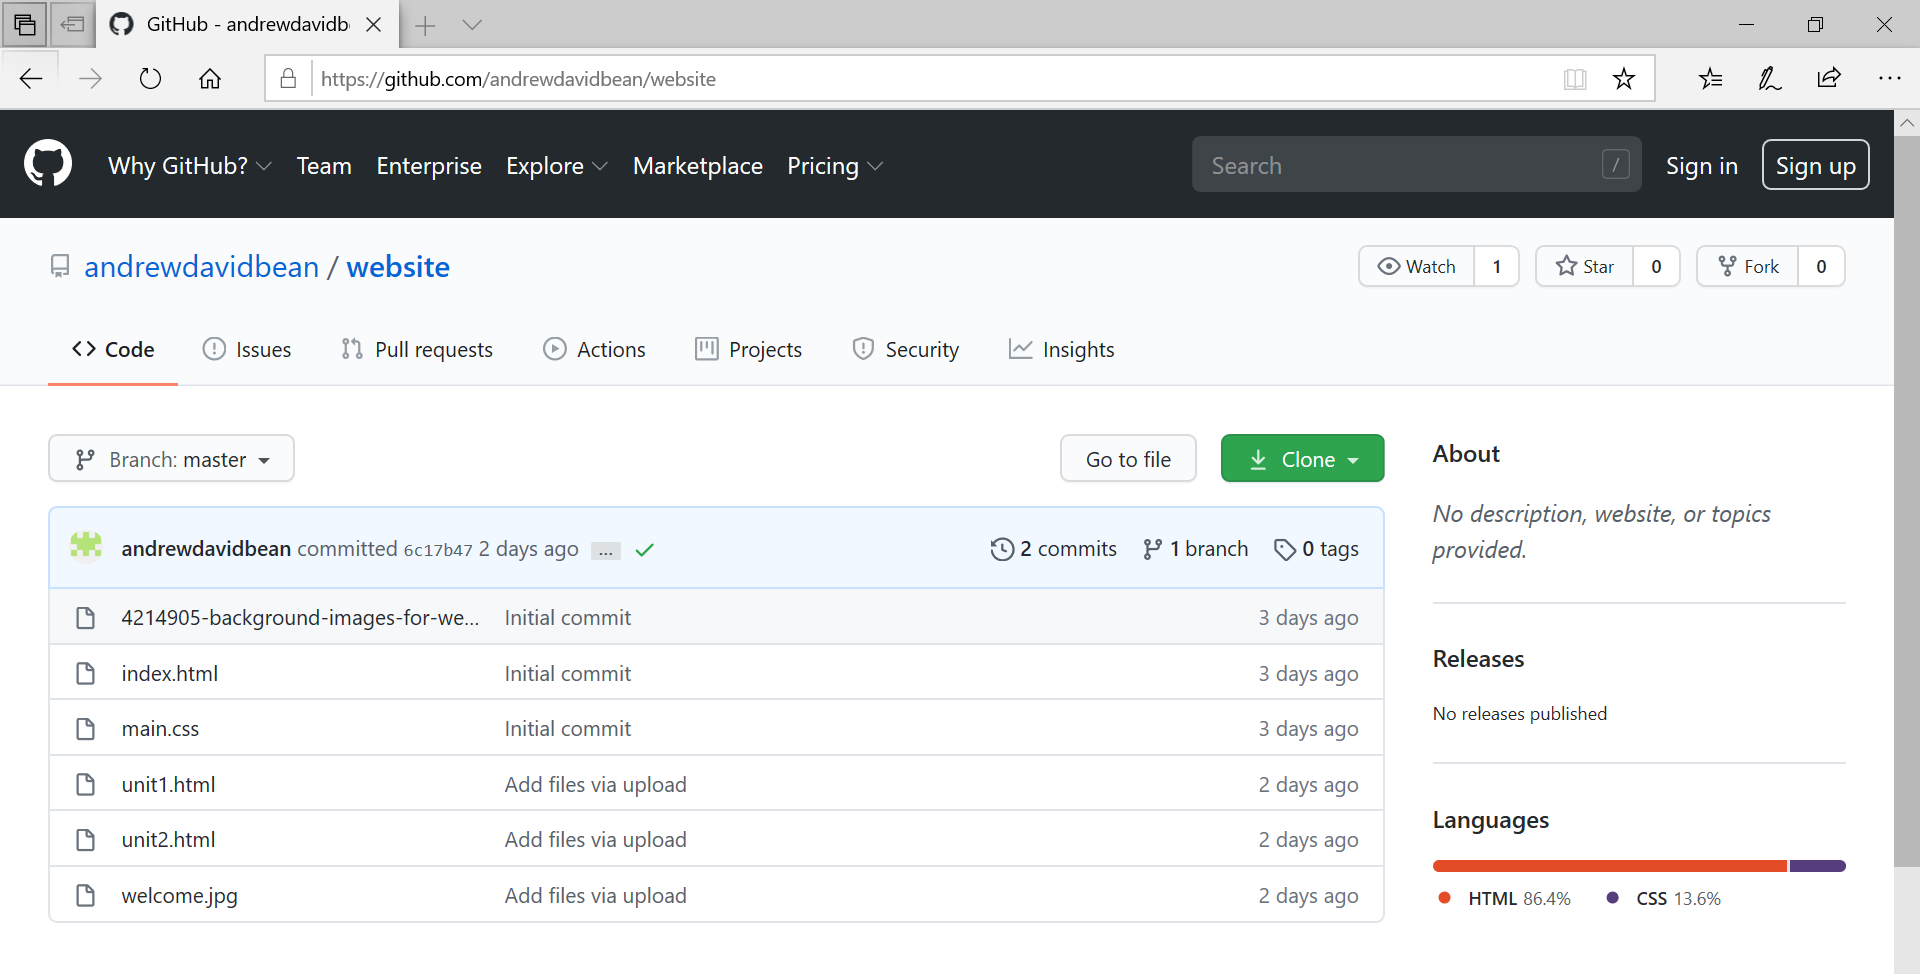 GitHub - andrewdavidb
https://github.com/andrewdavidbean/website
Why GitHub? Team Enterprise Explore Marketplace Pricing Search / Sign in Sign up
andrewdavidbean / website Watch 1 Star 0 Fork 0
Code Issues Pull requests Actions Projects Security Insights
Branch: master Go to file Clone
andrewdavidbean committed 6c17b47 2 days ago ... 2 commits 1 branch 0 tags
4214905-background-images-for-we... Initial commit 3 days ago
index.html Initial commit 3 days ago
main.css Initial commit 3 days ago
unit1.html Add files via upload 2 days ago
unit2.html Add files via upload 2 days ago
welcome.jpg Add files via upload 2 days ago
About
No description, website, or topics
provided.
Releases
No releases published
Languages
HTML 86.4% CSS 13.6%